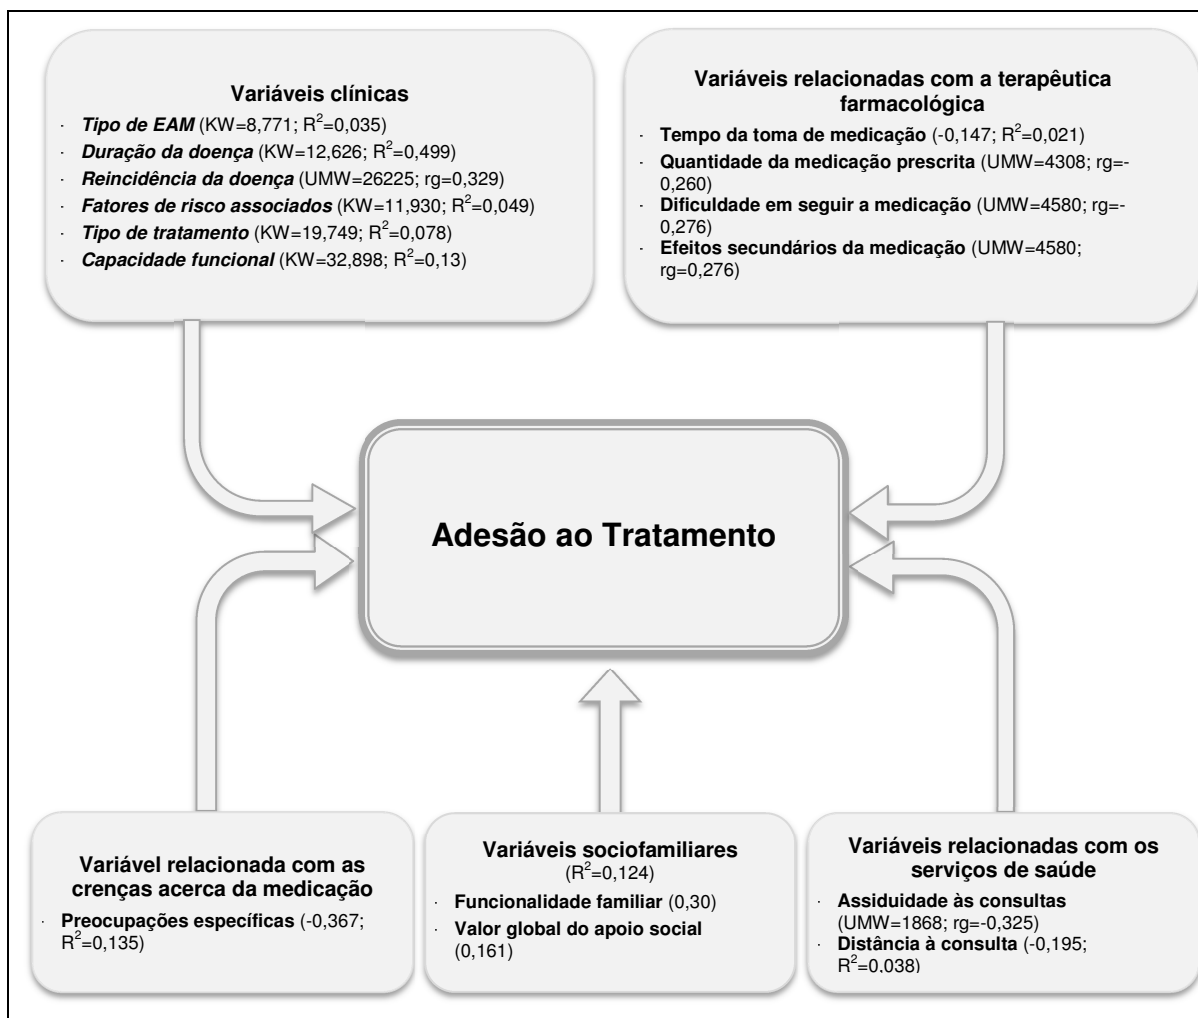 Variáveis clínicas
· Tipo de EAM (KW=8,771; R²=0,035)
· Duração da doença (KW=12,626; R²=0,499)
· Reincidência da doença (UMW=26225; rg=0,329)
· Fatores de risco associados (KW=11,930; R²=0,049)
· Tipo de tratamento (KW=19,749; R²=0,078)
· Capacidade funcional (KW=32,898; R²=0,13)
Variáveis relacionadas com a terapêutica
farmacológica
· Tempo da toma de medicação (-0,147; R²=0,021)
· Quantidade da medicação prescrita (UMW=4308; rg=-
0,260)
· Dificuldade em seguir a medicação (UMW=4580; rg=-
0,276)
· Efeitos secundários da medicação (UMW=4580;
rg=0,276)
Adesão ao Tratamento
Variável relacionada com as
crenças acerca da medicação
· Preocupações específicas (-0,367;
R²=0,135)
Variáveis sociofamiliares
(R²=0,124)
· Funcionalidade familiar (0,30)
· Valor global do apoio social
(0,161)
Variáveis relacionadas com os
serviços de saúde
· Assiduidade às consultas
(UMW=1868; rg=-0,325)
· Distância à consulta (-0,195;
R²=0,038)